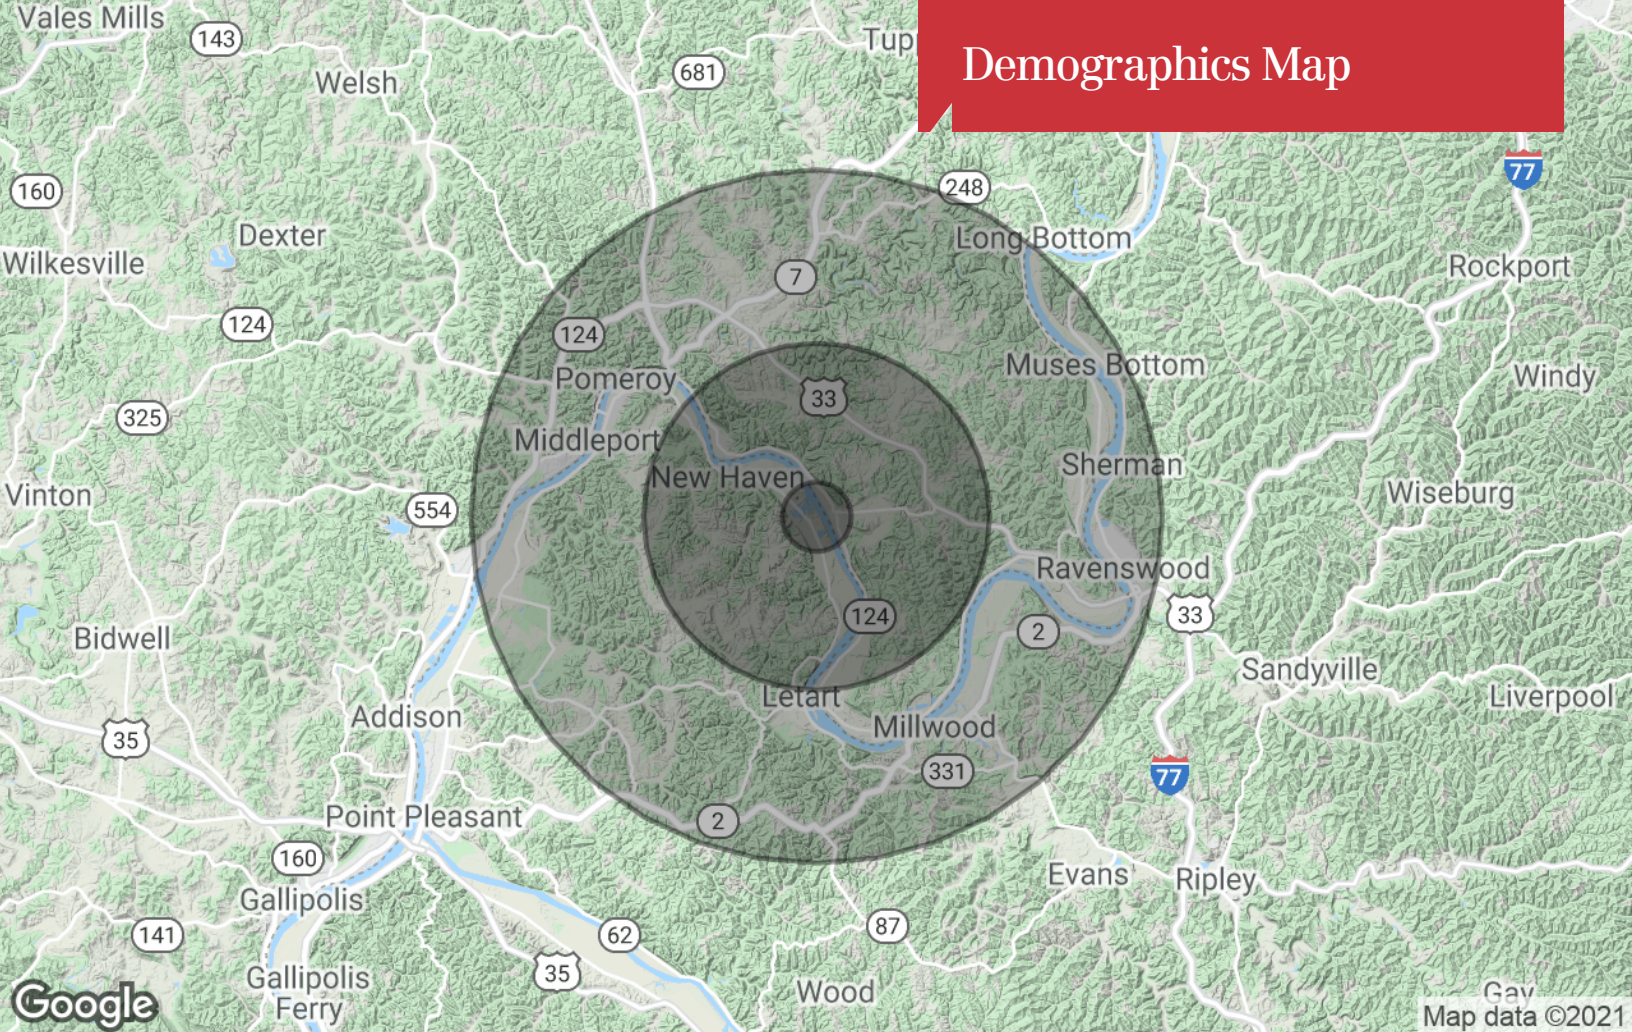 Demographics Map
Vales Mills
143
Welsh
681
Tupp
77
160
248
Dexter
Long Bottom
Wilkesville
Rockport
7
124
124
Muses Bottom
Pomeroy
Windy
33
325
Middleport
Sherman
New Haven
Vinton
Wiseburg
554
Ravenswood
33
124
2
Bidwell
Sandyville
Letart
Liverpool
Addison
Millwood
35
331
77
Point Pleasant
2
160
Evans
Ripley
Gallipolis
87
141
62
35
Gallipolis
Ferry
Wood
Gay
Google
Map data ©2021